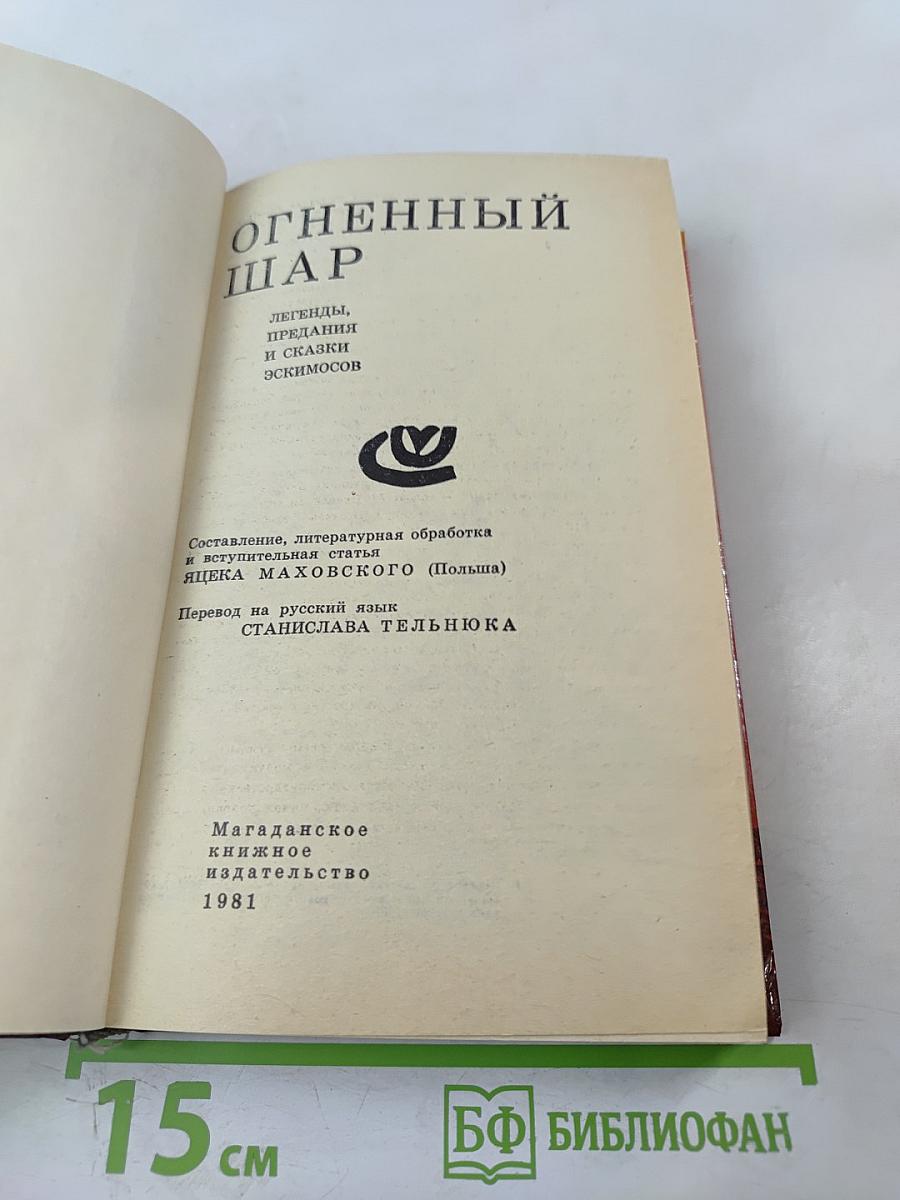 ОГНЕННЫЙ
ШАР
ЛЕГЕНДЫ,
ПРЕДАНИЯ
И СКАЗКИ
ЭСКИМОСОВ
Составление, литературная обработка
и вступительная статья
ЯЦЕКА МАХОВСКОГО (Польша)
Перевод на русский язык
СТАНИСЛАВА ТЕЛЬНЮКА
Магаданское
книжное
издательство
1981
15 см
БФ БИБЛИОФАН